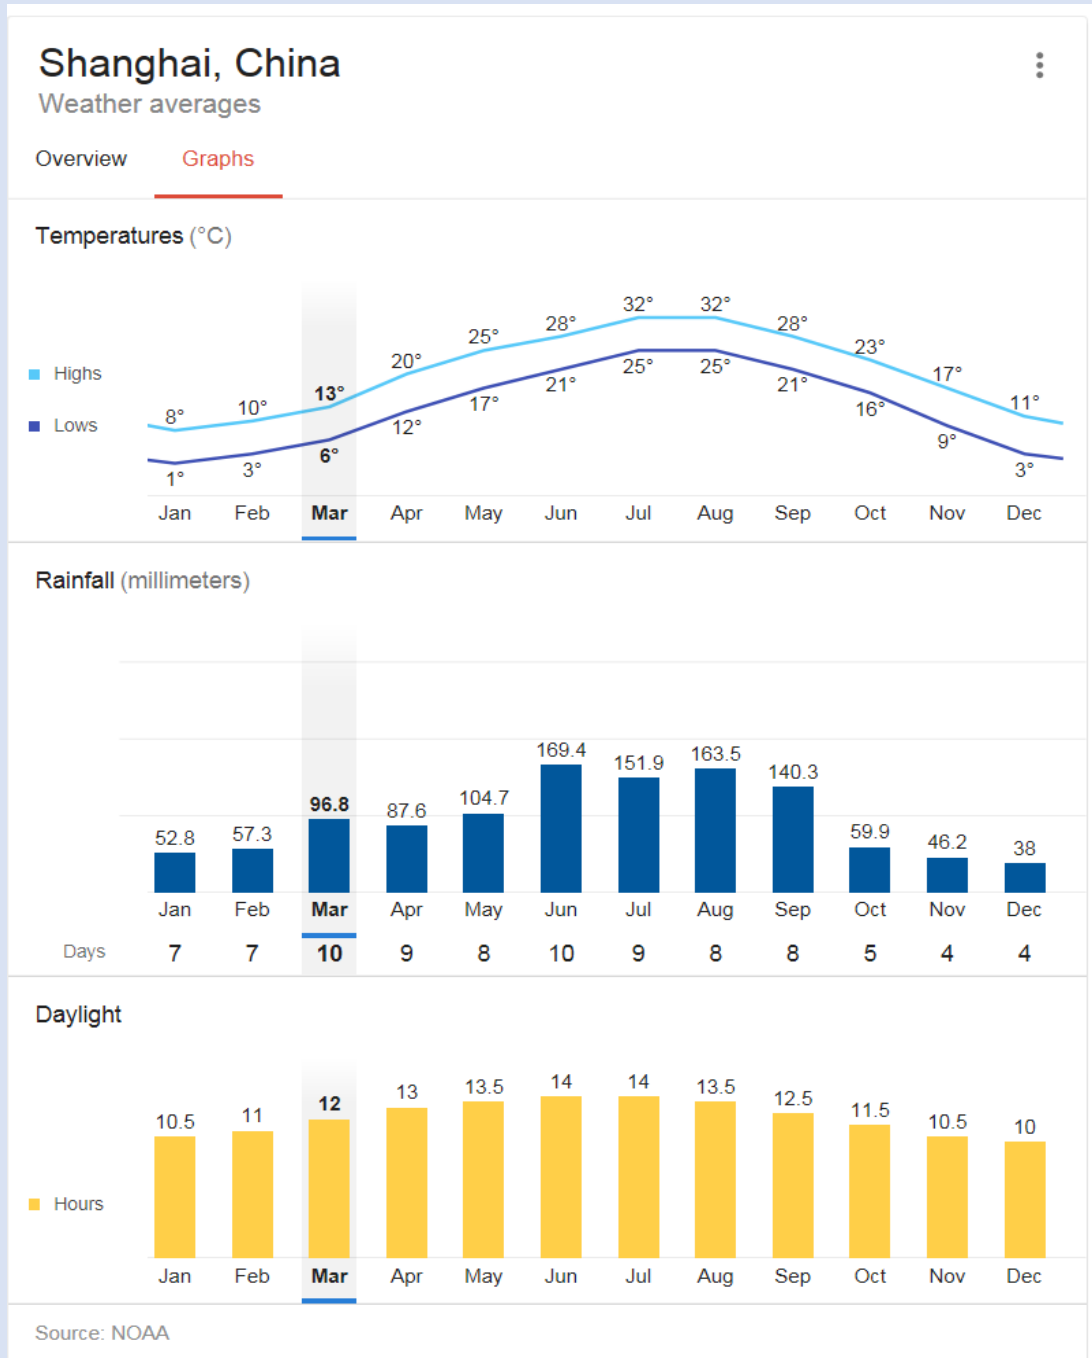 Shanghai, China
Weather averages
Overview Graphs
Temperatures (°C)
32° 32°
28° 28°
25°
23°
20°
17°
13°
11°
10°
8°
Highs
25° 25°
21° 21°
17°
16°
12°
9°
6°
3° 3°
1°
Lows
Jan Feb Mar Apr May Jun Jul Aug Sep Oct Nov Dec
Rainfall (millimeters)
52.8 57.3 96.8 87.6 104.7 169.4 151.9 163.5 140.3 59.9 46.2 38
Jan Feb Mar Apr May Jun Jul Aug Sep Oct Nov Dec
Days 7 7 10 9 8 10 9 8 8 5 4 4
Daylight
10.5 11 12 13 13.5 14 14 13.5 12.5 11.5 10.5 10
Hours
Jan Feb Mar Apr May Jun Jul Aug Sep Oct Nov Dec
Source: NOAA